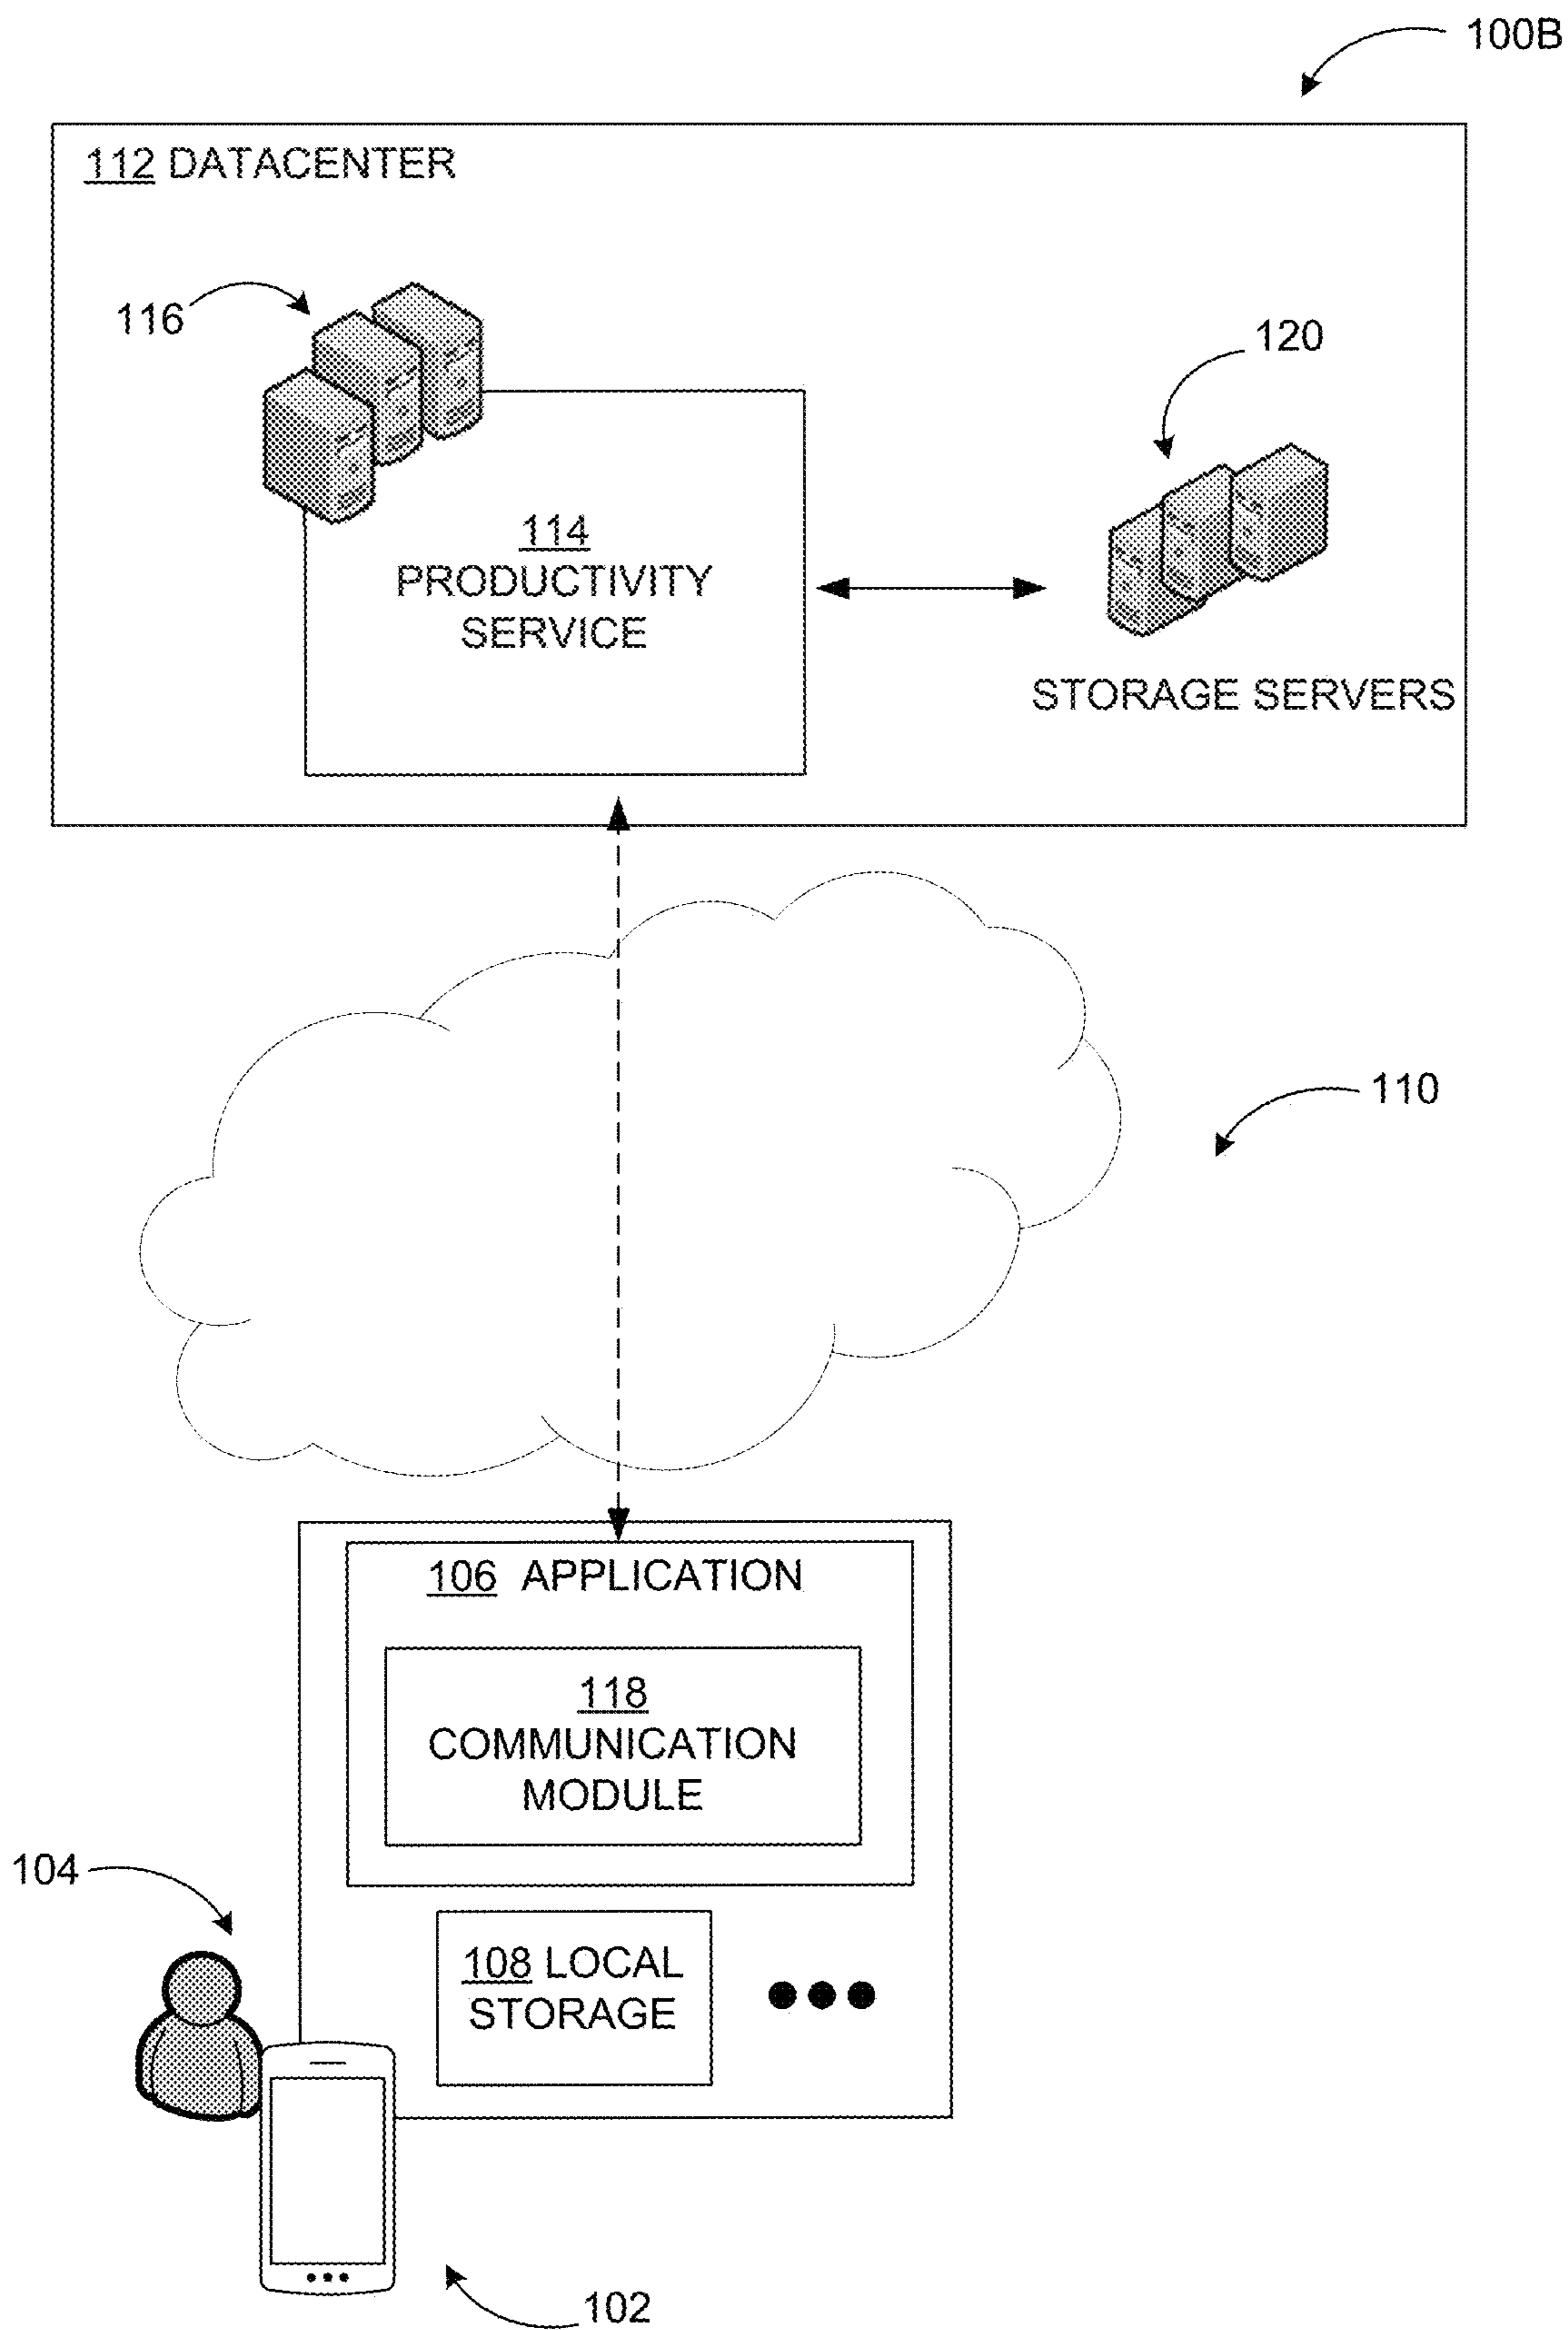 100B
112 DATACENTER
116
120
114
PRODUCTIVITY
SERVICE
STORAGE SERVERS
110
106 APPLICATION
118
COMMUNICATION
MODULE
104
108 LOCAL
STORAGE
102